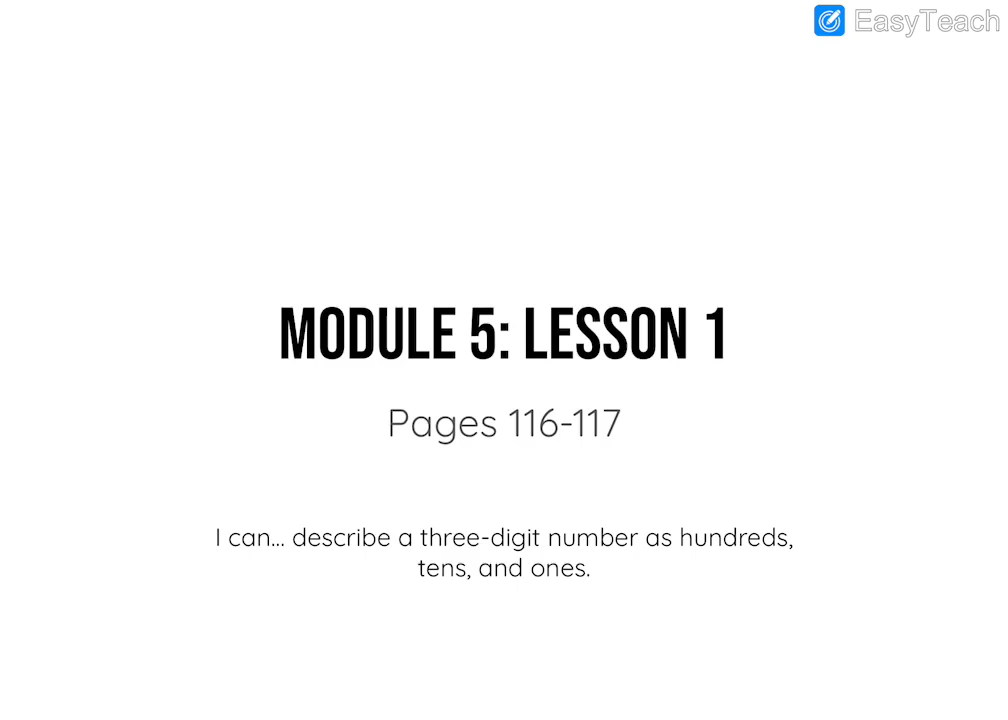 EasyTeach
MODULE 5: LESSON 1
Pages 116-117
I can... describe a three-digit number as hundreds,
tens, and ones.